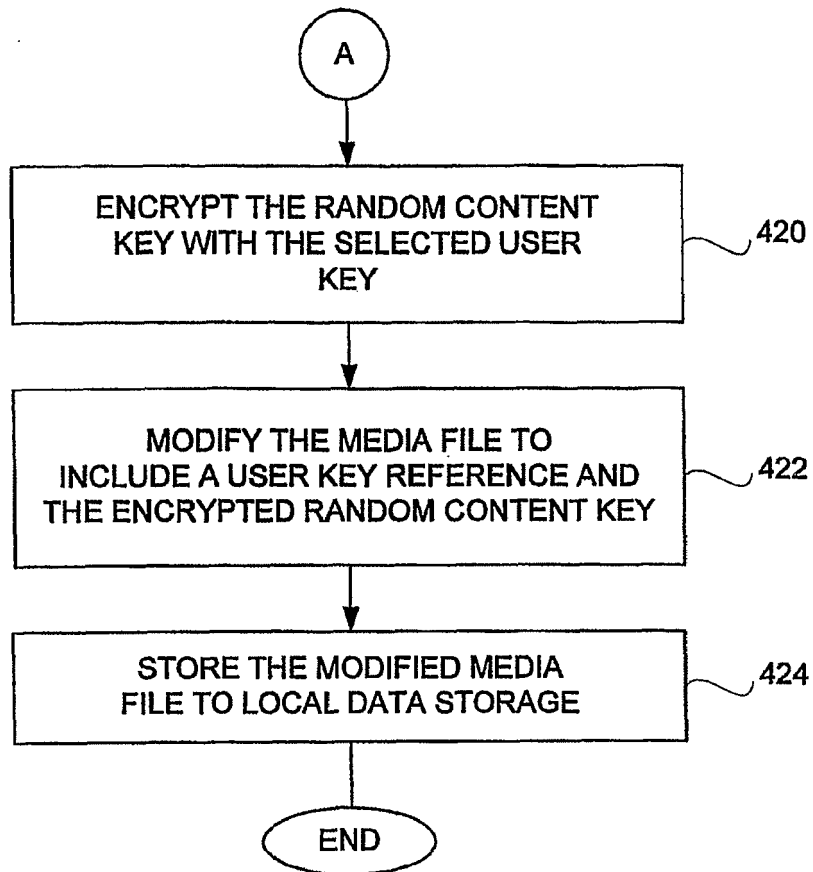 A
ENCRYPT THE RANDOM CONTENT
KEY WITH THE SELECTED USER
KEY
420
MODIFY THE MEDIA FILE TO
INCLUDE A USER KEY REFERENCE AND
THE ENCRYPTED RANDOM CONTENT KEY
422
STORE THE MODIFIED MEDIA
FILE TO LOCAL DATA STORAGE
424
END